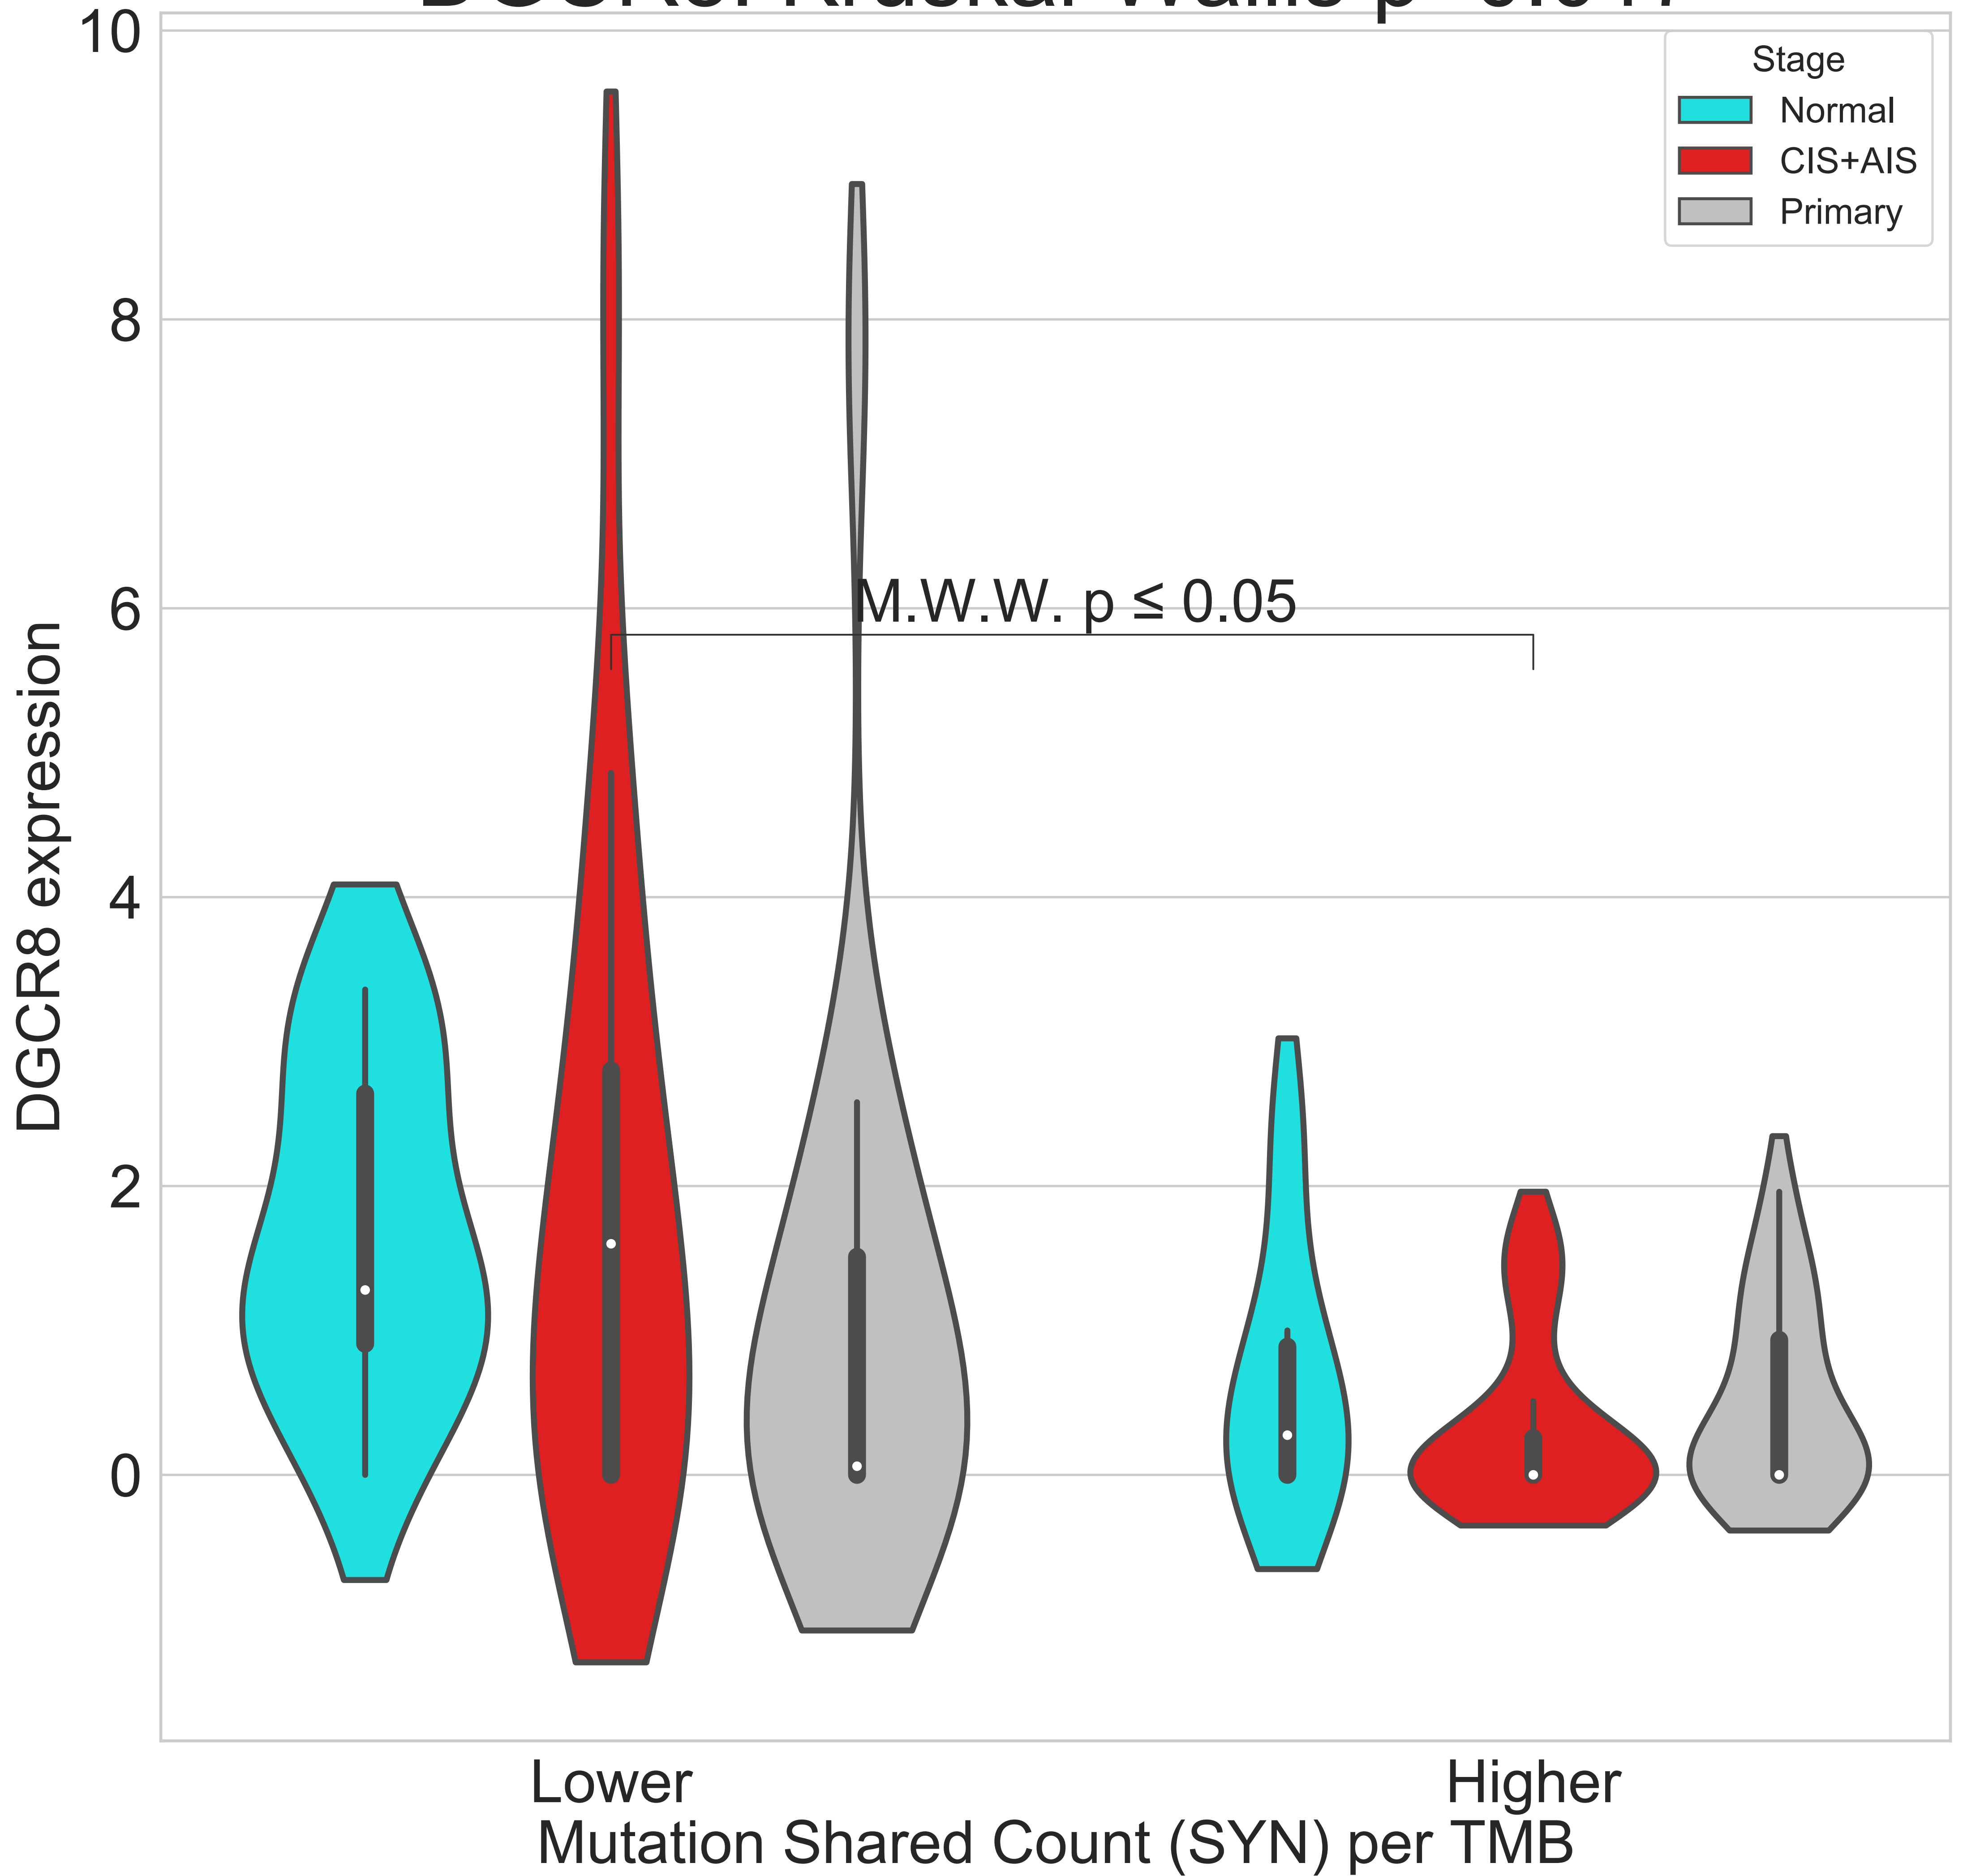 10
8
6
4
2
0
DGCR8 expression
Stage
Normal
CIS+AIS
Primary
M.W.W. p ≤ 0.05
Lower
Higher
Mutation Shared Count (SYN) per TMB